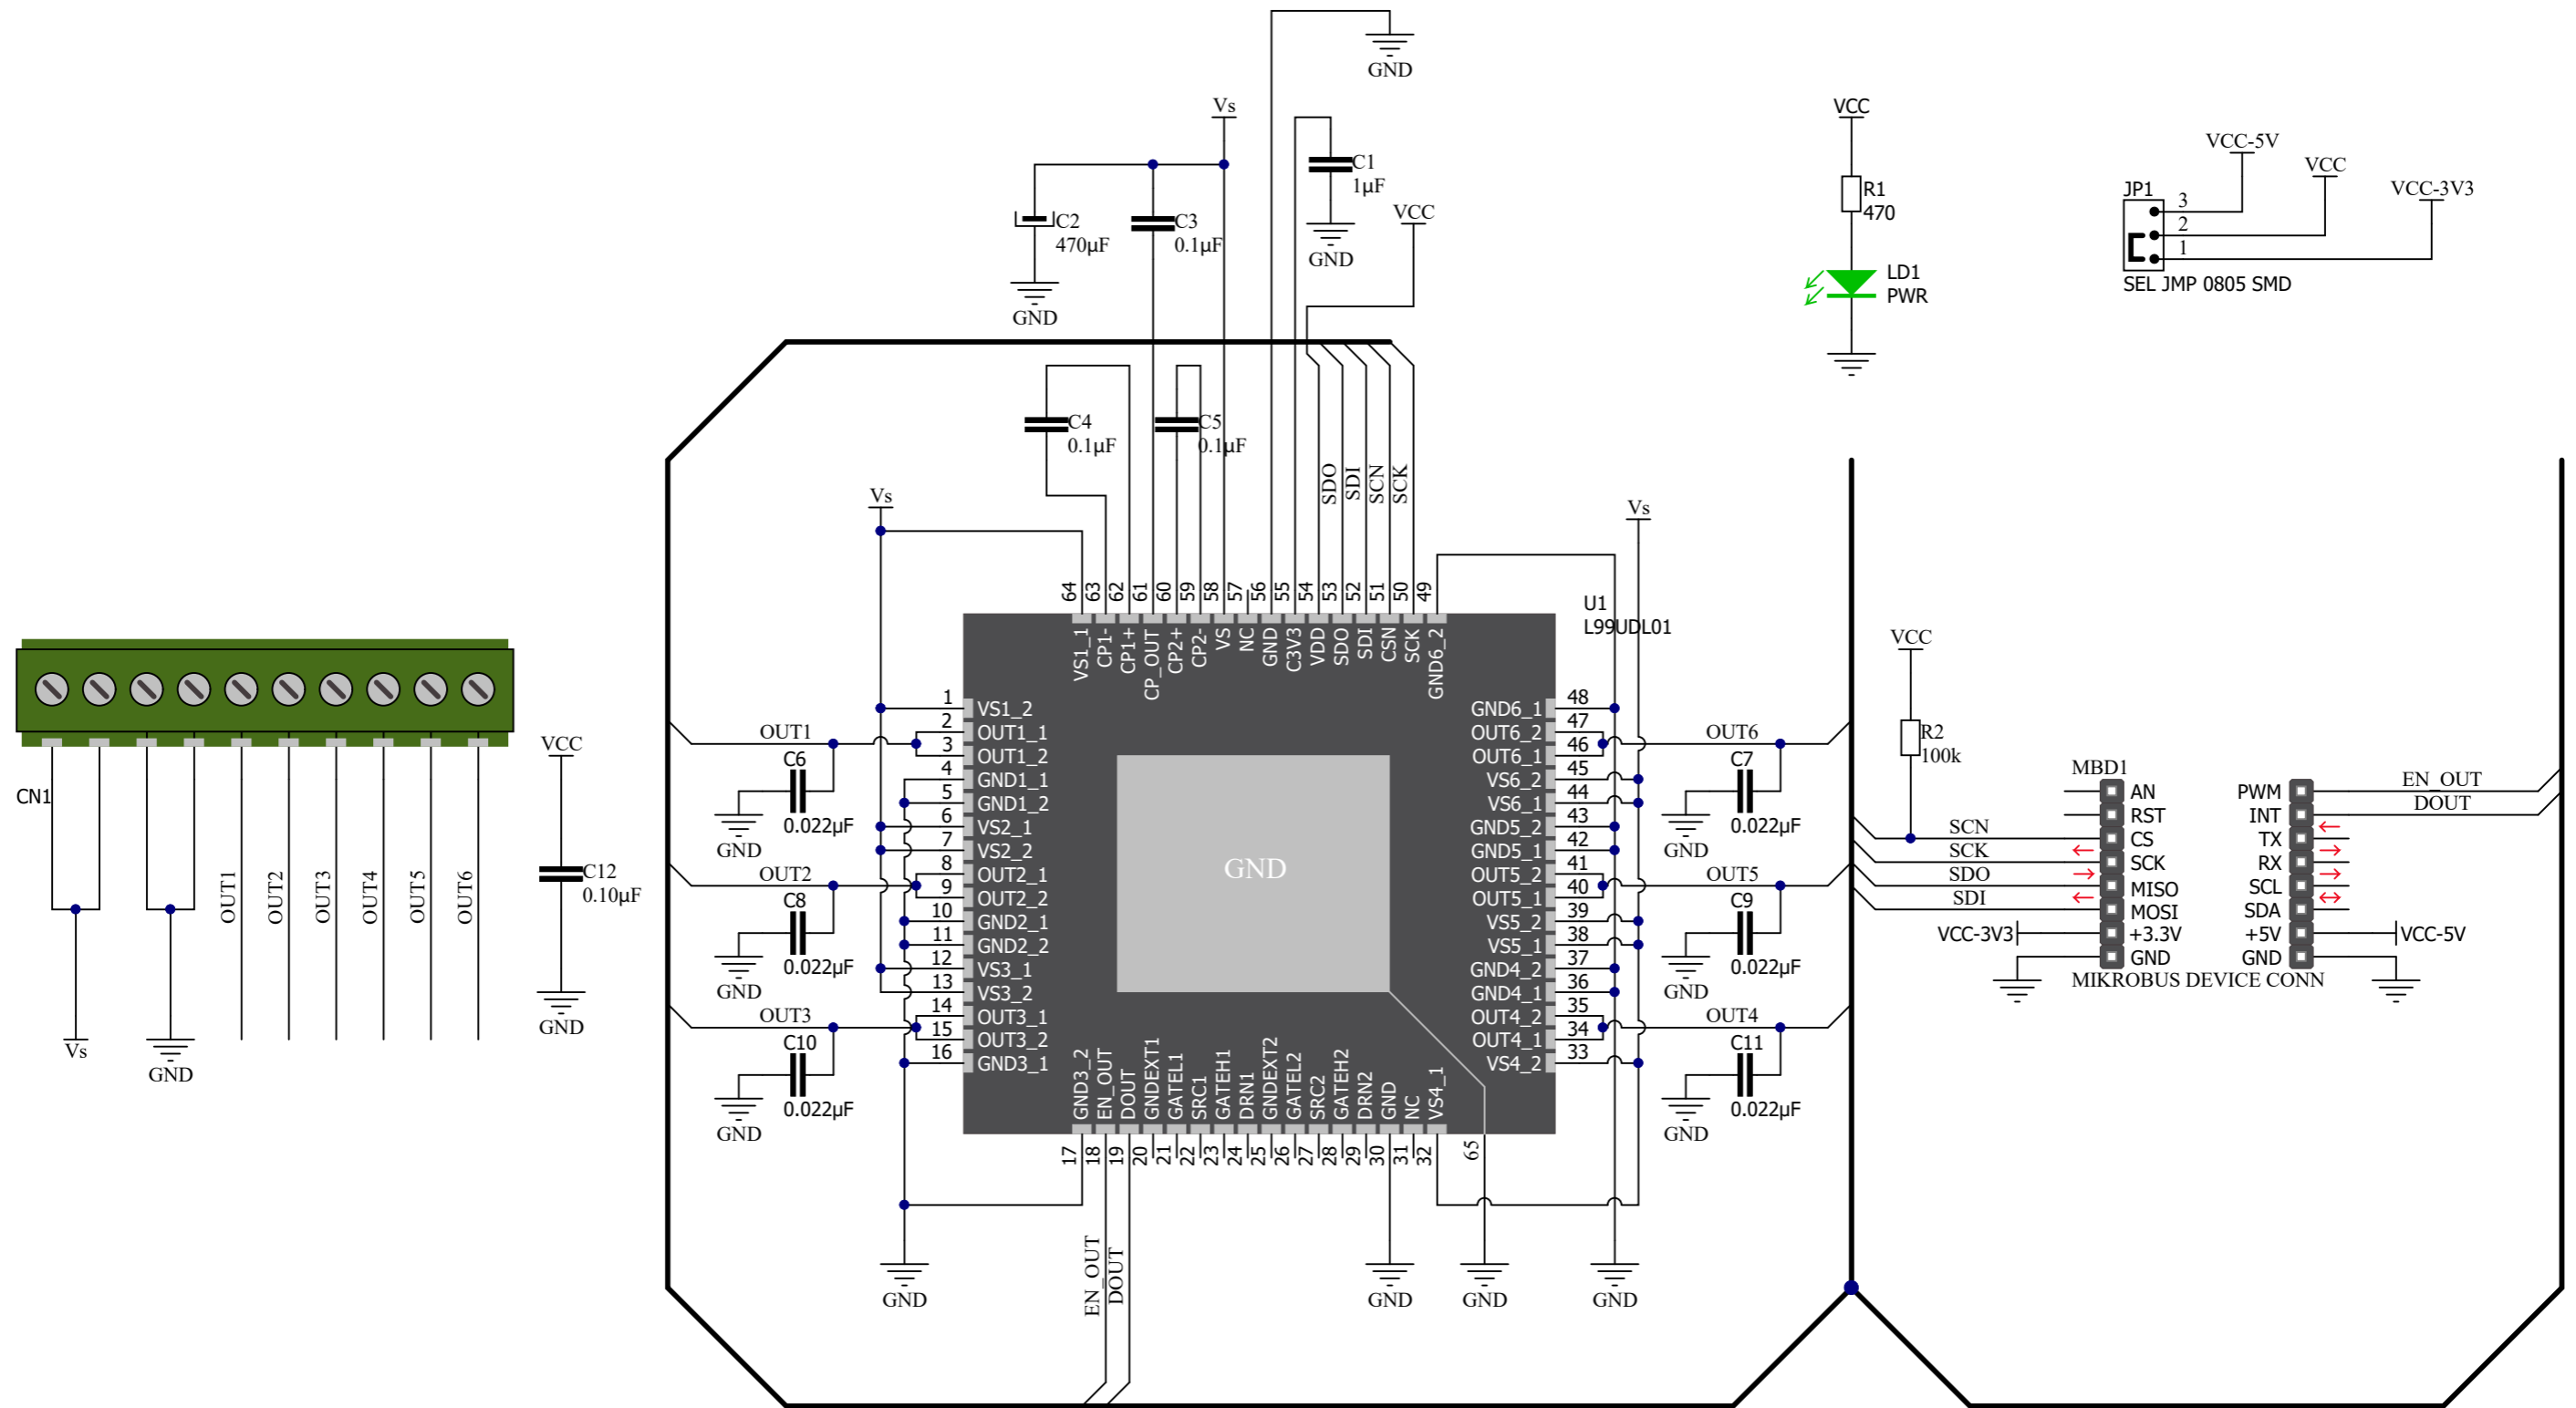 GND
Vs
C2
470µF
GND
C3
0.1µF
C1
1µF
GND
VCC
VCC
R1
470
LD1
PWR
JP1
3
2
1
VCC-5V
VCC
VCC-3V3
SEL JMP 0805 SMD
C4
0.1µF
C5
0.1µF
SDO
SDI
SCN
SCK
Vs
Vs
CN1
Vs
GND
OUT1
OUT2
OUT3
OUT4
OUT5
OUT6
VCC
C12
0.10µF
GND
U1
L99UDL01
64 VS1_1
63 CP1-
62 CP1+
61 CP_OUT
60 CP2+
59 CP2-
58 VS
57 NC
56 GND
55 C3V3
54 VDD
53 SDO
52 SDI
51 CSN
50 SCK
49 GND6_2
1 VS1_2
2 OUT1_1
3 OUT1_2
4 GND1_1
5 GND1_2
6 VS2_1
7 VS2_2
8 OUT2_1
9 OUT2_2
10 GND2_1
11 GND2_2
12 VS3_1
13 VS3_2
14 OUT3_1
15 OUT3_2
16 GND3_1
GND
GND6_1 48
OUT6_2 47
OUT6_1 46
VS6_2 45
VS6_1 44
GND5_2 43
GND5_1 42
OUT5_2 41
OUT5_1 40
VS5_2 39
VS5_1 38
GND4_2 37
GND4_1 36
OUT4_2 35
OUT4_1 34
VS4_2 33
GND3_2 17
EN_OUT 18
DOUT 19
GNDEXT1 20
GATEL1 21
SRC1 22
GATEH1 23
DRN1 24
GNDEXT2 25
GATEL2 26
SRC2 27
GATEH2 28
DRN2 29
GND 30
NC 31
VS4_1 32
65
OUT1
C6
0.022µF
GND
OUT2
C8
0.022µF
GND
OUT3
C10
0.022µF
GND
OUT6
C7
0.022µF
GND
OUT5
C9
0.022µF
GND
OUT4
C11
0.022µF
GND
GND
EN_OUT
DOUT
GND
GND
GND
VCC
R2
100k
MBD1
SCN
SCK
SDO
SDI
VCC-3V3
AN
RST
CS
SCK
MISO
MOSI
+3.3V
GND
PWM
INT
TX
RX
SCL
SDA
+5V
GND
EN_OUT
DOUT
VCC-5V
MIKROBUS DEVICE CONN